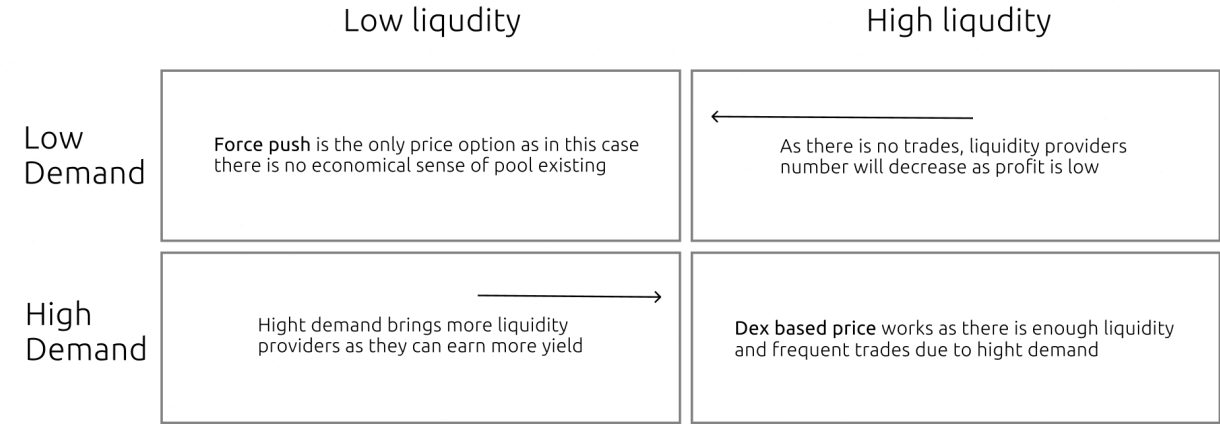 Low liqudity
High liqudity
Low
Demand
Force push is the only price option as in this case
there is no economical sense of pool existing
As there is no trades, liquidity providers
number will decrease as profit is low
High
Demand
Hight demand brings more liquidity
providers as they can earn more yield
Dex based price works as there is enough liquidity
and frequent trades due to hight demand